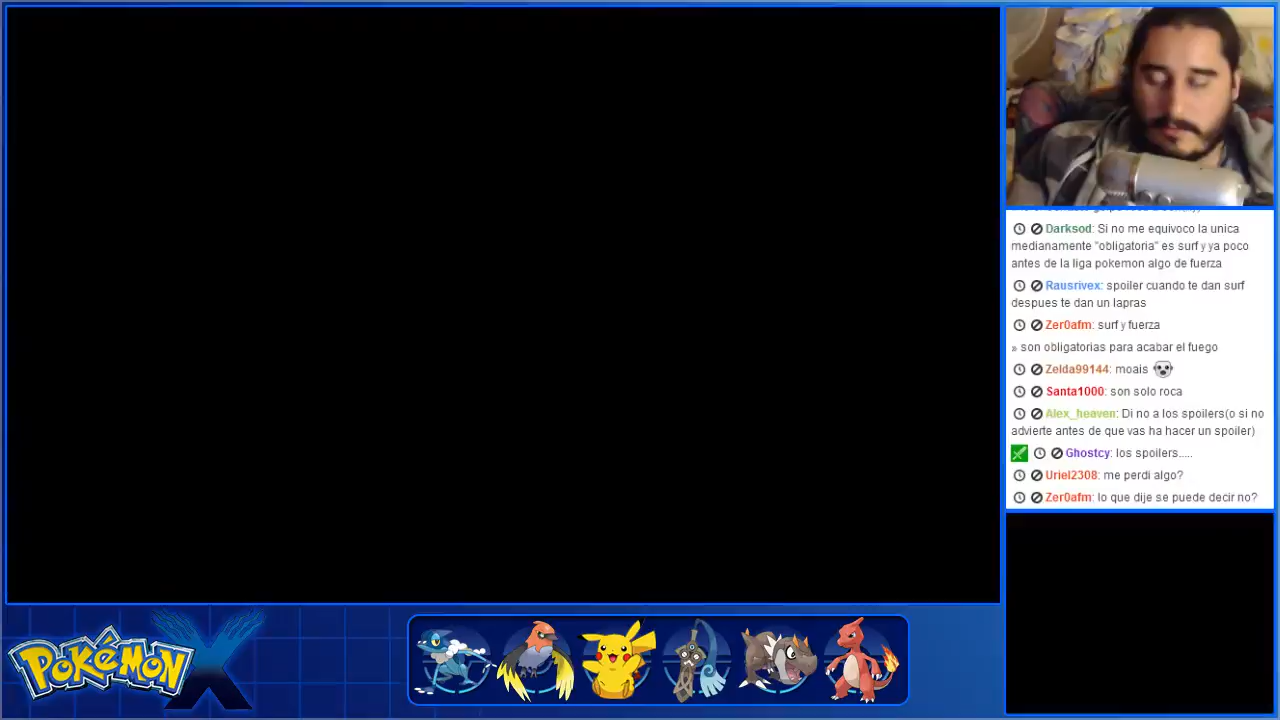 Darksod: Si no me equivoco la unica
medianamente "obligatoria" es surf y ya poco
antes de la liga pokemon algo de fuerza
Rausrivex: spoiler cuando te dan surf
despues te dan un lapras
Zer0afm: surf y fuerza
» son obligatorias para acabar el fuego
Zelda99144: moais
Santa1000: son solo roca
Alex_heaven: Di no a los spoilers(o si no
advierte antes de que vas ha hacer un spoiler)
Ghostcy: los spoilers.....
Uriel2308: me perdi algo?
Zer0afm: lo que dije se puede decir no?
POKéMON X